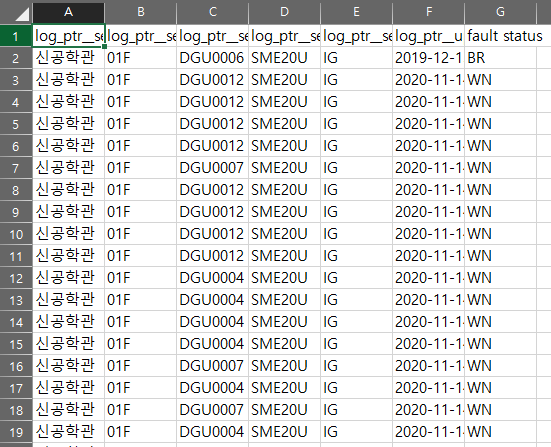 A B C D E F G
1 log_ptr__se log_ptr__se log_ptr__se log_ptr__se log_ptr__se log_ptr__u fault status
2 신공학관 01F DGU0006 SME20U IG 2019-12-1 BR
3 신공학관 01F DGU0012 SME20U IG 2020-11-1 WN
4 신공학관 01F DGU0012 SME20U IG 2020-11-1 WN
5 신공학관 01F DGU0012 SME20U IG 2020-11-1 WN
6 신공학관 01F DGU0012 SME20U IG 2020-11-1 WN
7 신공학관 01F DGU0007 SME20U IG 2020-11-1 WN
8 신공학관 01F DGU0012 SME20U IG 2020-11-1 WN
9 신공학관 01F DGU0012 SME20U IG 2020-11-1 WN
10 신공학관 01F DGU0012 SME20U IG 2020-11-1 WN
11 신공학관 01F DGU0012 SME20U IG 2020-11-1 WN
12 신공학관 01F DGU0004 SME20U IG 2020-11-1 WN
13 신공학관 01F DGU0004 SME20U IG 2020-11-1 WN
14 신공학관 01F DGU0004 SME20U IG 2020-11-1 WN
15 신공학관 01F DGU0004 SME20U IG 2020-11-1 WN
16 신공학관 01F DGU0007 SME20U IG 2020-11-1 WN
17 신공학관 01F DGU0004 SME20U IG 2020-11-1 WN
18 신공학관 01F DGU0007 SME20U IG 2020-11-1 WN
19 신공학관 01F DGU0004 SME20U IG 2020-11-1 WN